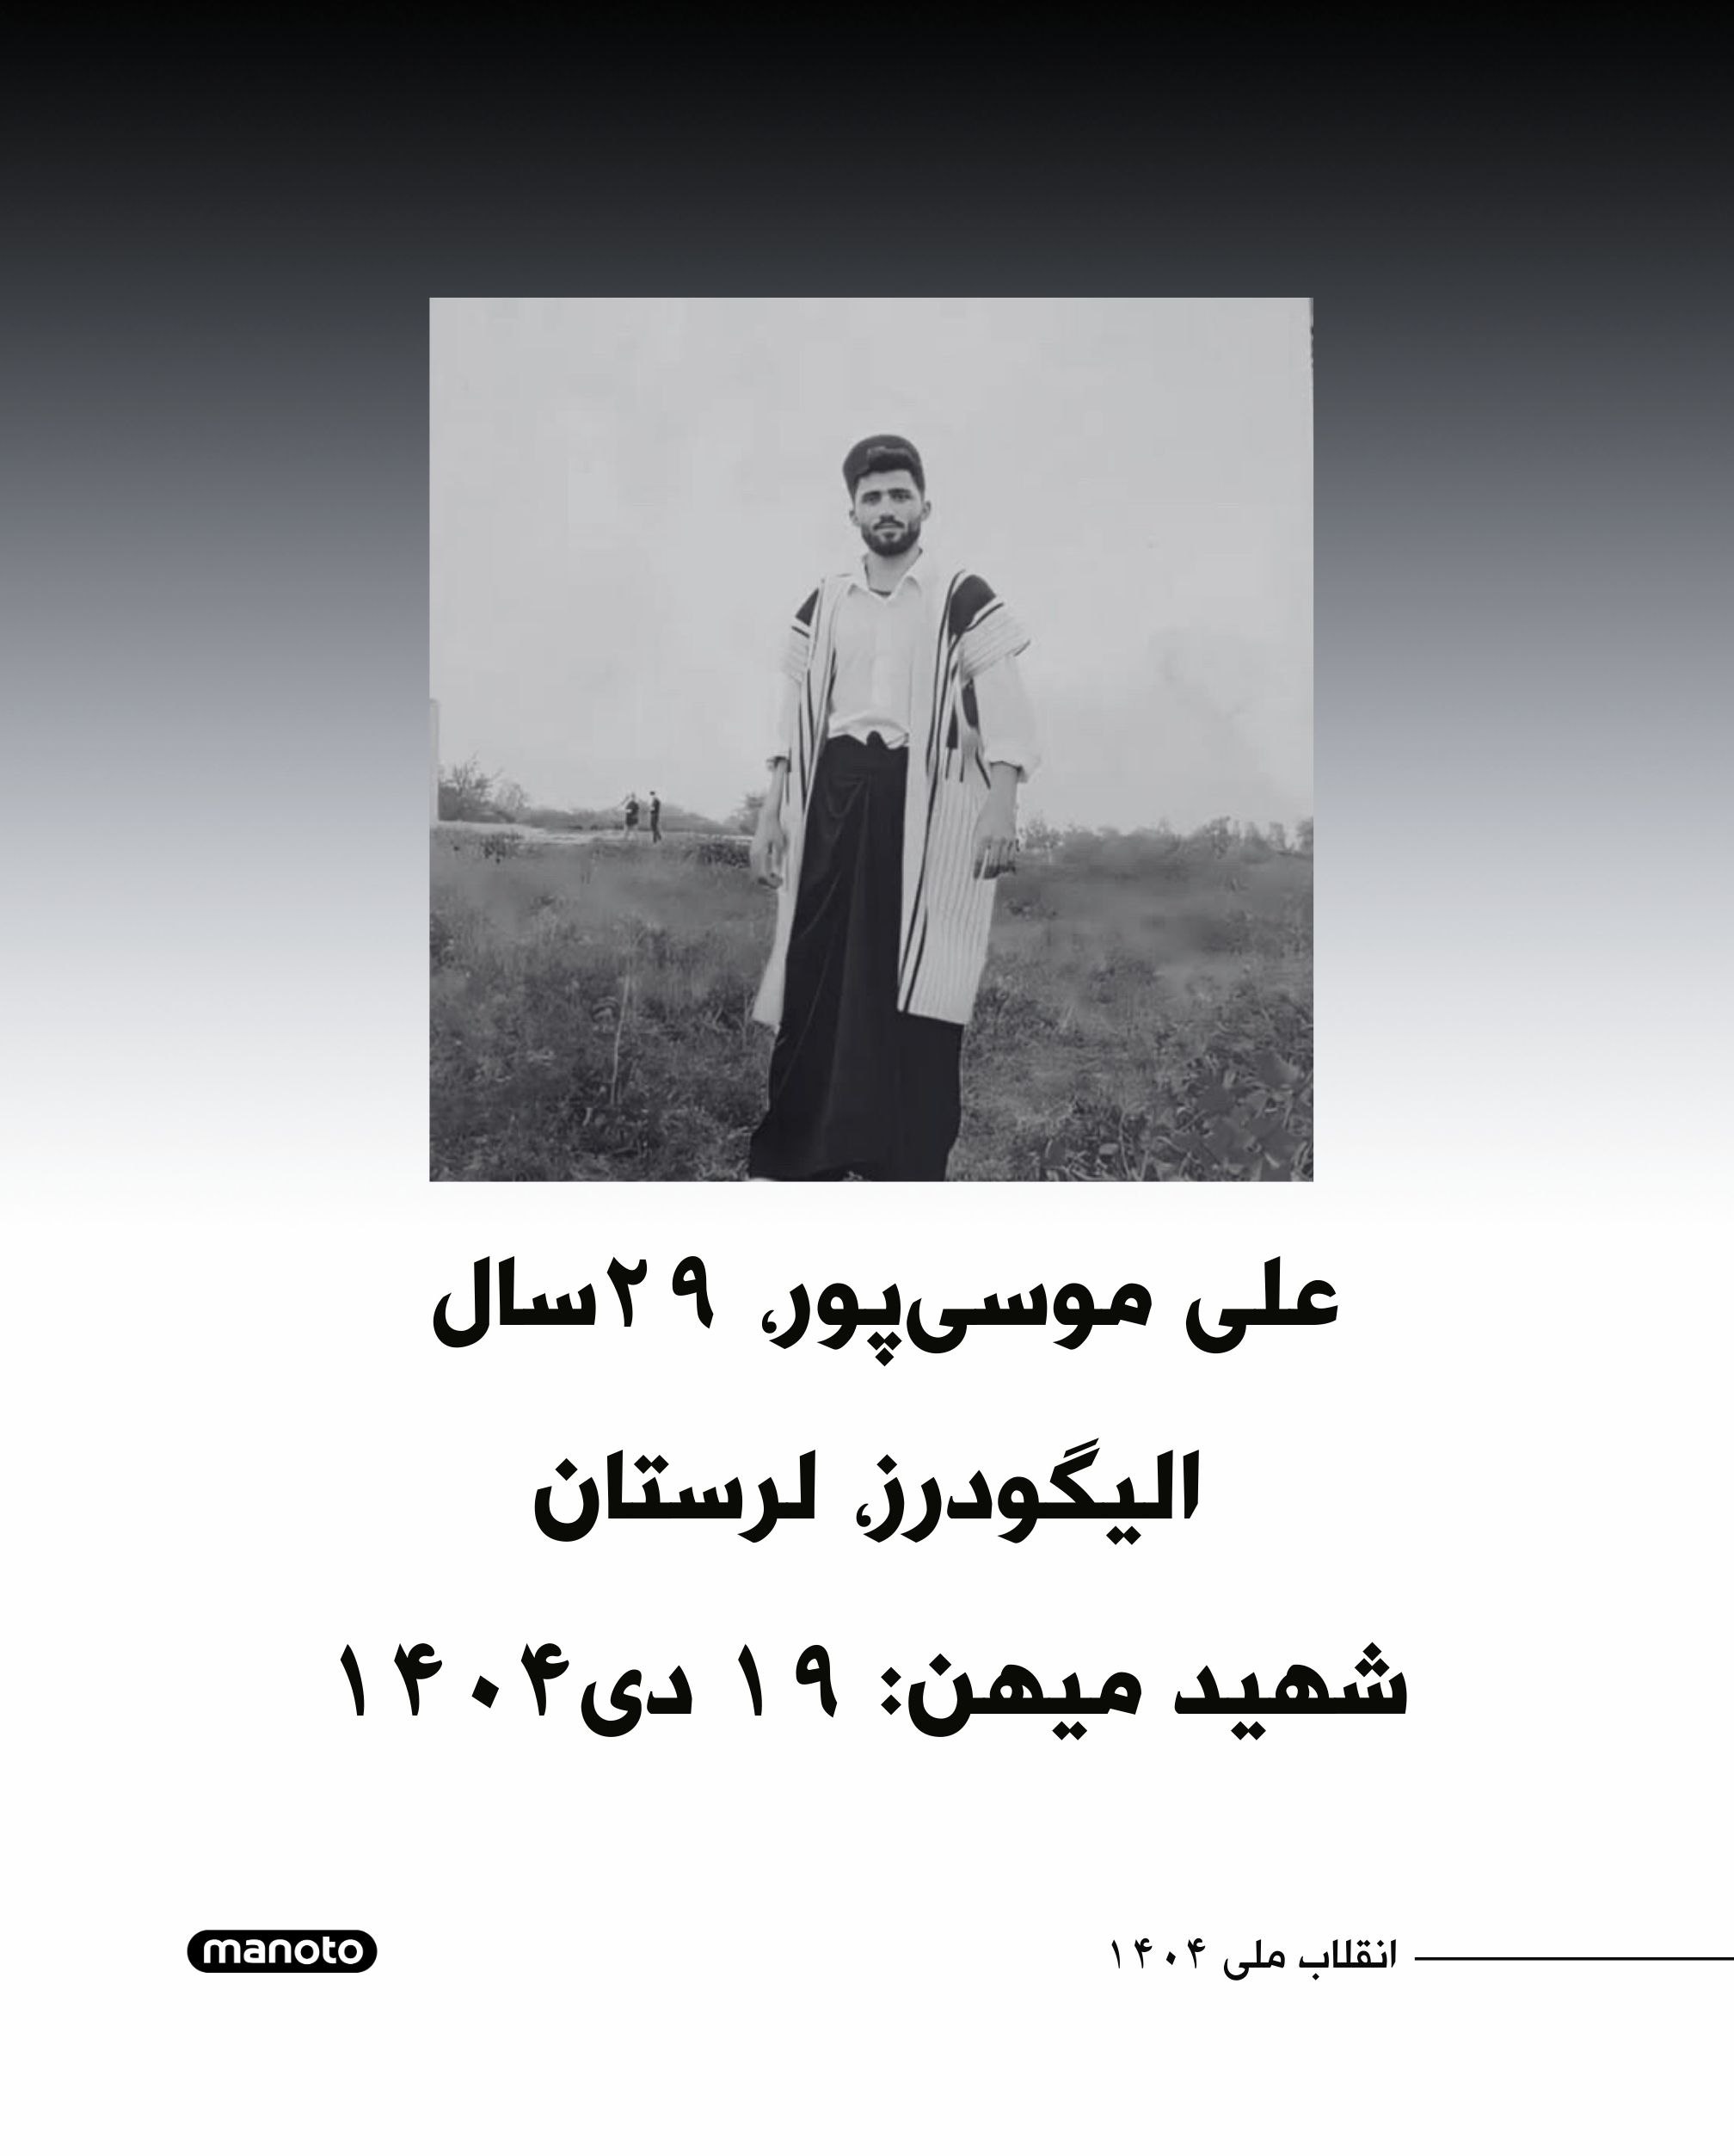 علی موسی‌پور، ۲۹سال
الیگودرز، لرستان
شهید میهن: ۱۹ دی۱۴۰۴
انقلاب ملی ۱۴۰۴
manoto